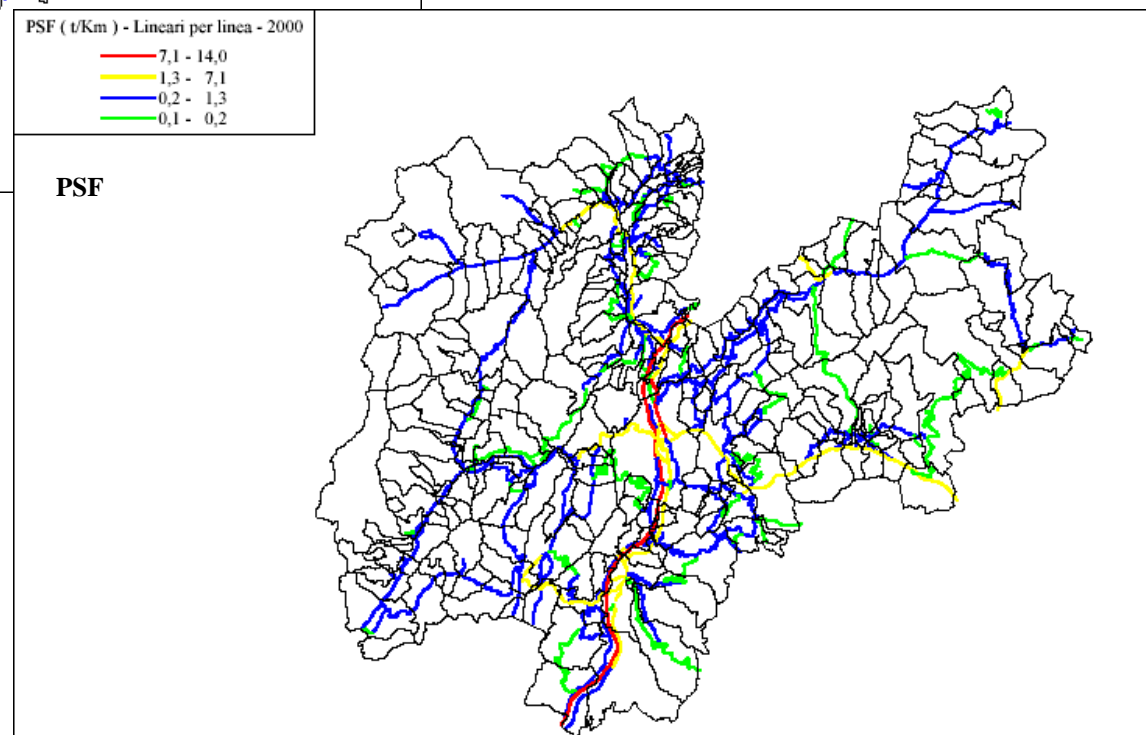 PSF ( t/Km ) - Lineari per linea - 2000
7,1 - 14,0
1,3 - 7,1
0,2 - 1,3
0,1 - 0,2
PSF